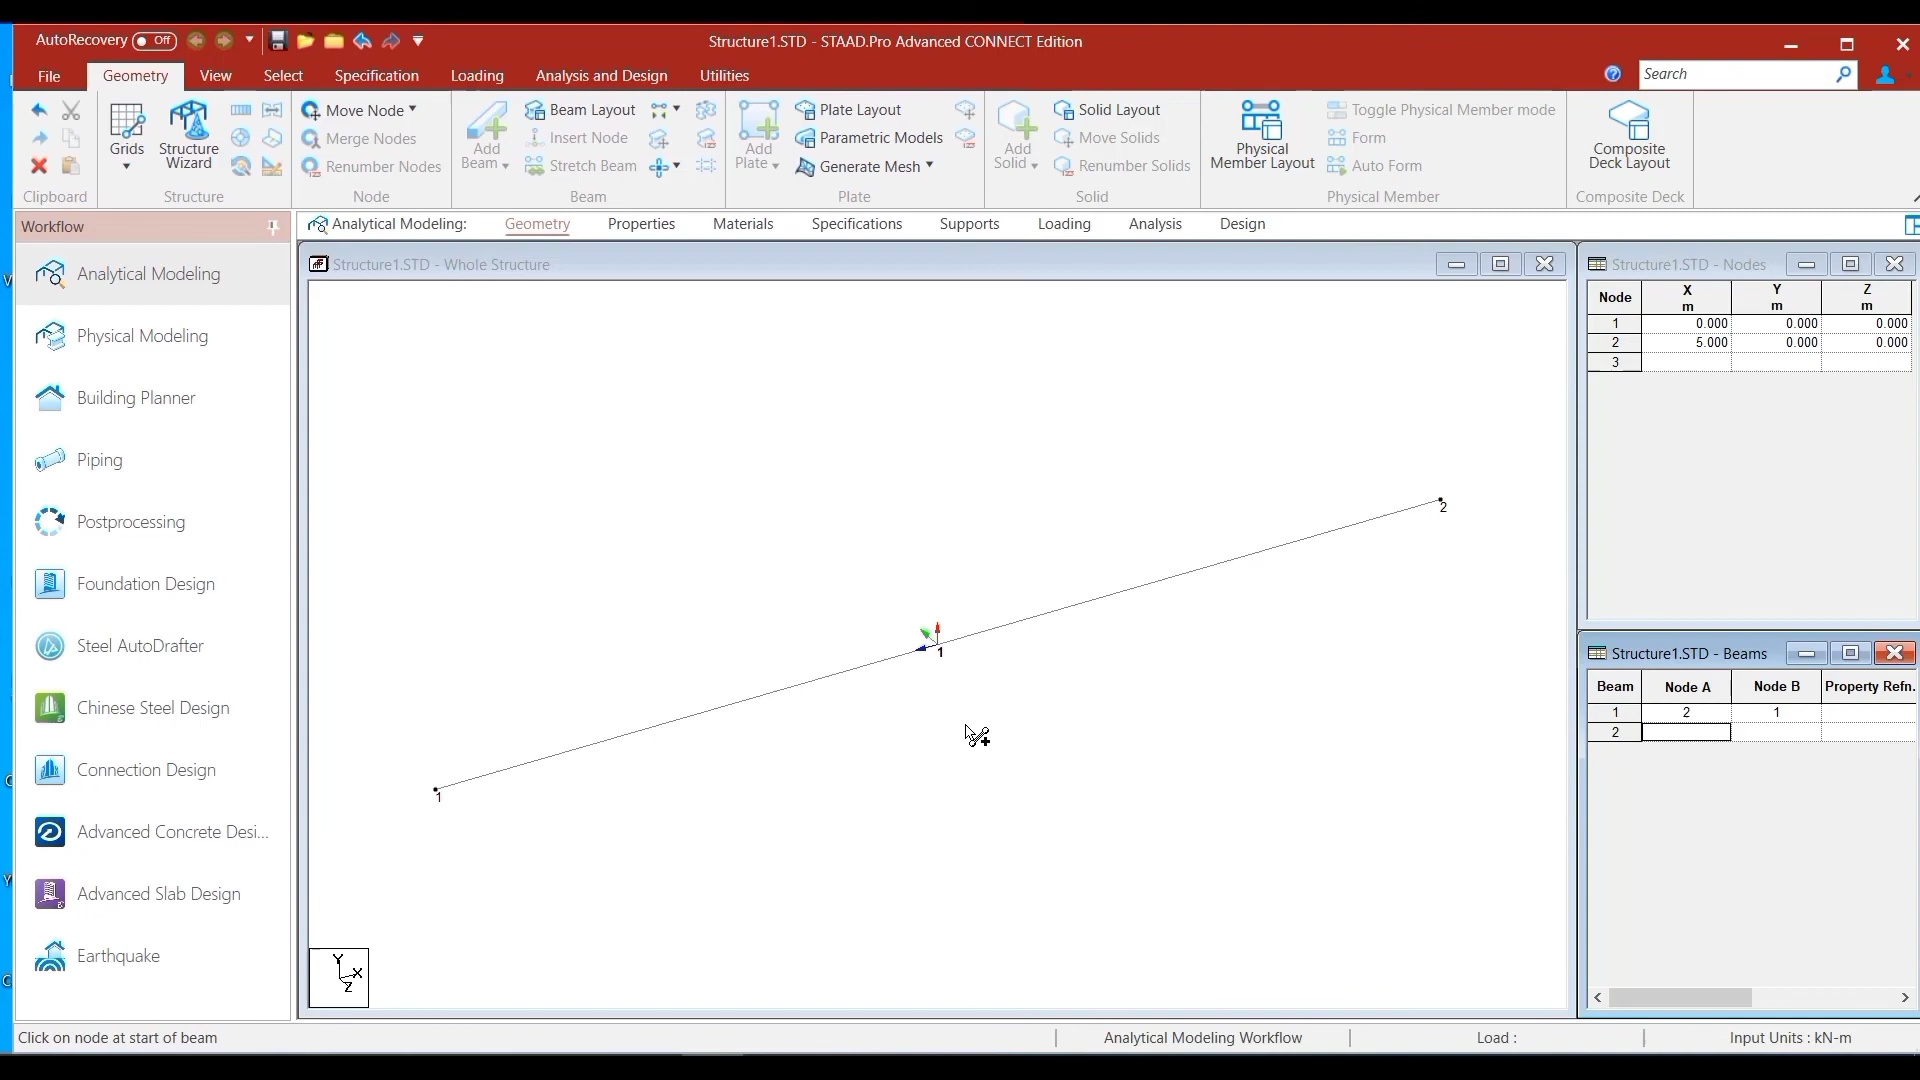 AutoRecovery Off
Structure1.STD - STAAD.Pro Advanced CONNECT Edition
File Geometry View Select Specification Loading Analysis and Design Utilities
Search
Move Node
Merge Nodes
Renumber Nodes
Grids
Structure Wizard
Add Beam
Beam Layout
Insert Node
Stretch Beam
Add Plate
Plate Layout
Parametric Models
Generate Mesh
Add Solid
Solid Layout
Move Solids
Renumber Solids
Physical Member Layout
Toggle Physical Member mode
Form
Auto Form
Composite Deck Layout
Clipboard Structure Node Beam Plate Solid Physical Member Composite Deck
Workflow
Analytical Modeling: Geometry Properties Materials Specifications Supports Loading Analysis Design
Analytical Modeling
Physical Modeling
Building Planner
Piping
Postprocessing
Foundation Design
Steel AutoDrafter
Chinese Steel Design
Connection Design
Advanced Concrete Desi...
Advanced Slab Design
Earthquake
Structure1.STD - Whole Structure
2
1
1
Y
X
Z
Structure1.STD - Nodes
Node X m Y m Z m
1 0.000 0.000 0.000
2 5.000 0.000 0.000
3
Structure1.STD - Beams
Beam Node A Node B Property Refn.
1 2 1
2
Click on node at start of beam
Analytical Modeling Workflow
Load :
Input Units : kN-m